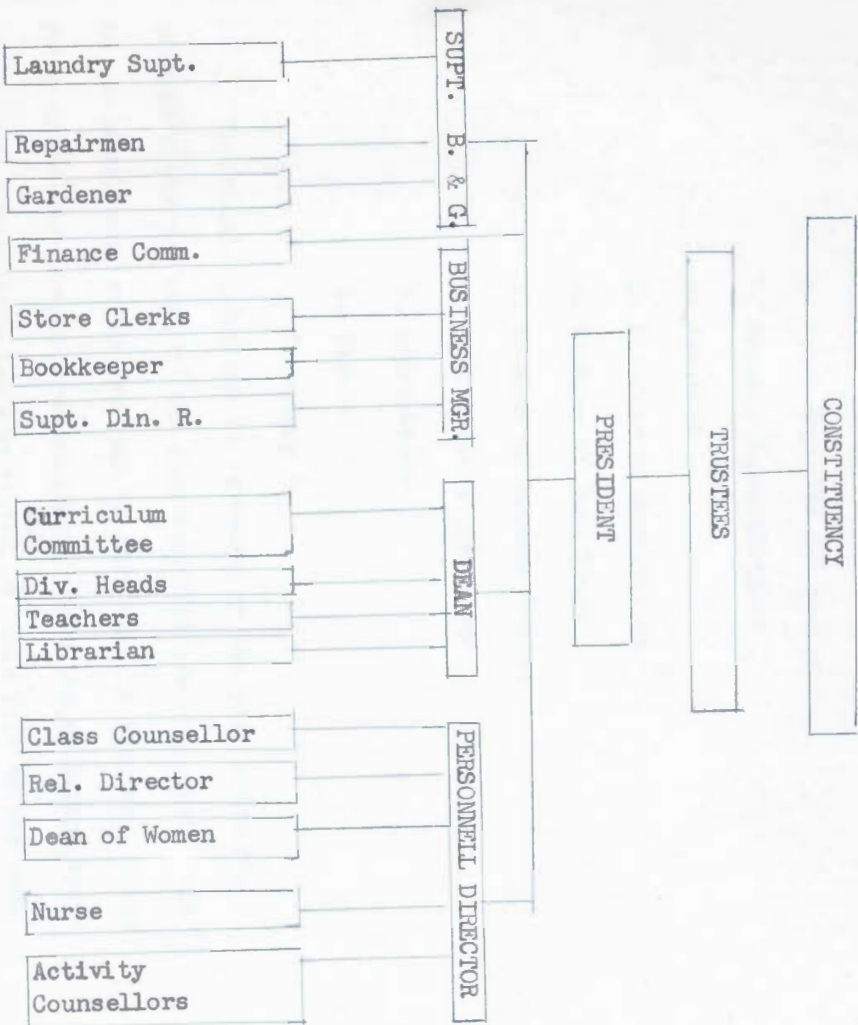 CONSTITUENCY
TRUSTEES
PRESIDENT
SUPT. B. & G.
Laundry Supt.
Repairmen
Gardener
Finance Comm.
BUSINESS MGR.
Store Clerks
Bookkeeper
Supt. Din. R.
DEAN
Curriculum
Committee
Div. Heads
Teachers
Librarian
PERSONNELL DIRECTOR
Class Counsellor
Rel. Director
Dean of Women
Nurse
Activity
Counsellors